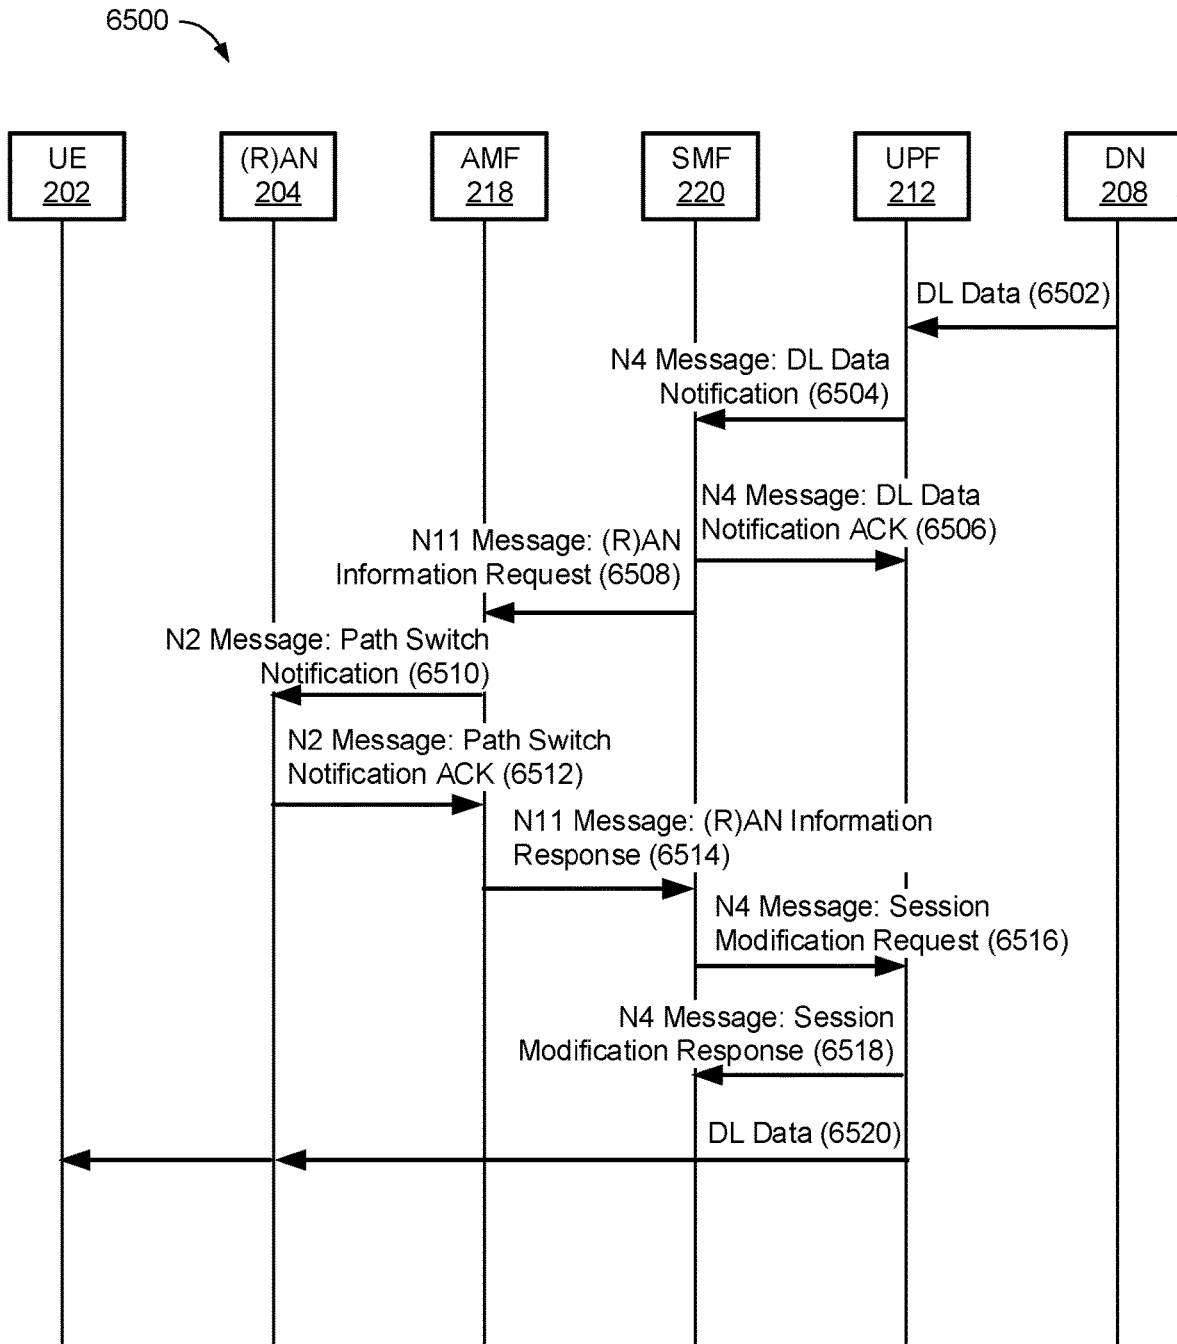 6500
UE
202
(R)AN
204
AMF
218
SMF
220
UPF
212
DN
208
DL Data (6502)
N4 Message: DL Data
Notification (6504)
N4 Message: DL Data
Notification ACK (6506)
N11 Message: (R)AN
Information Request (6508)
N2 Message: Path Switch
Notification (6510)
N2 Message: Path Switch
Notification ACK (6512)
N11 Message: (R)AN Information
Response (6514)
N4 Message: Session
Modification Request (6516)
N4 Message: Session
Modification Response (6518)
DL Data (6520)